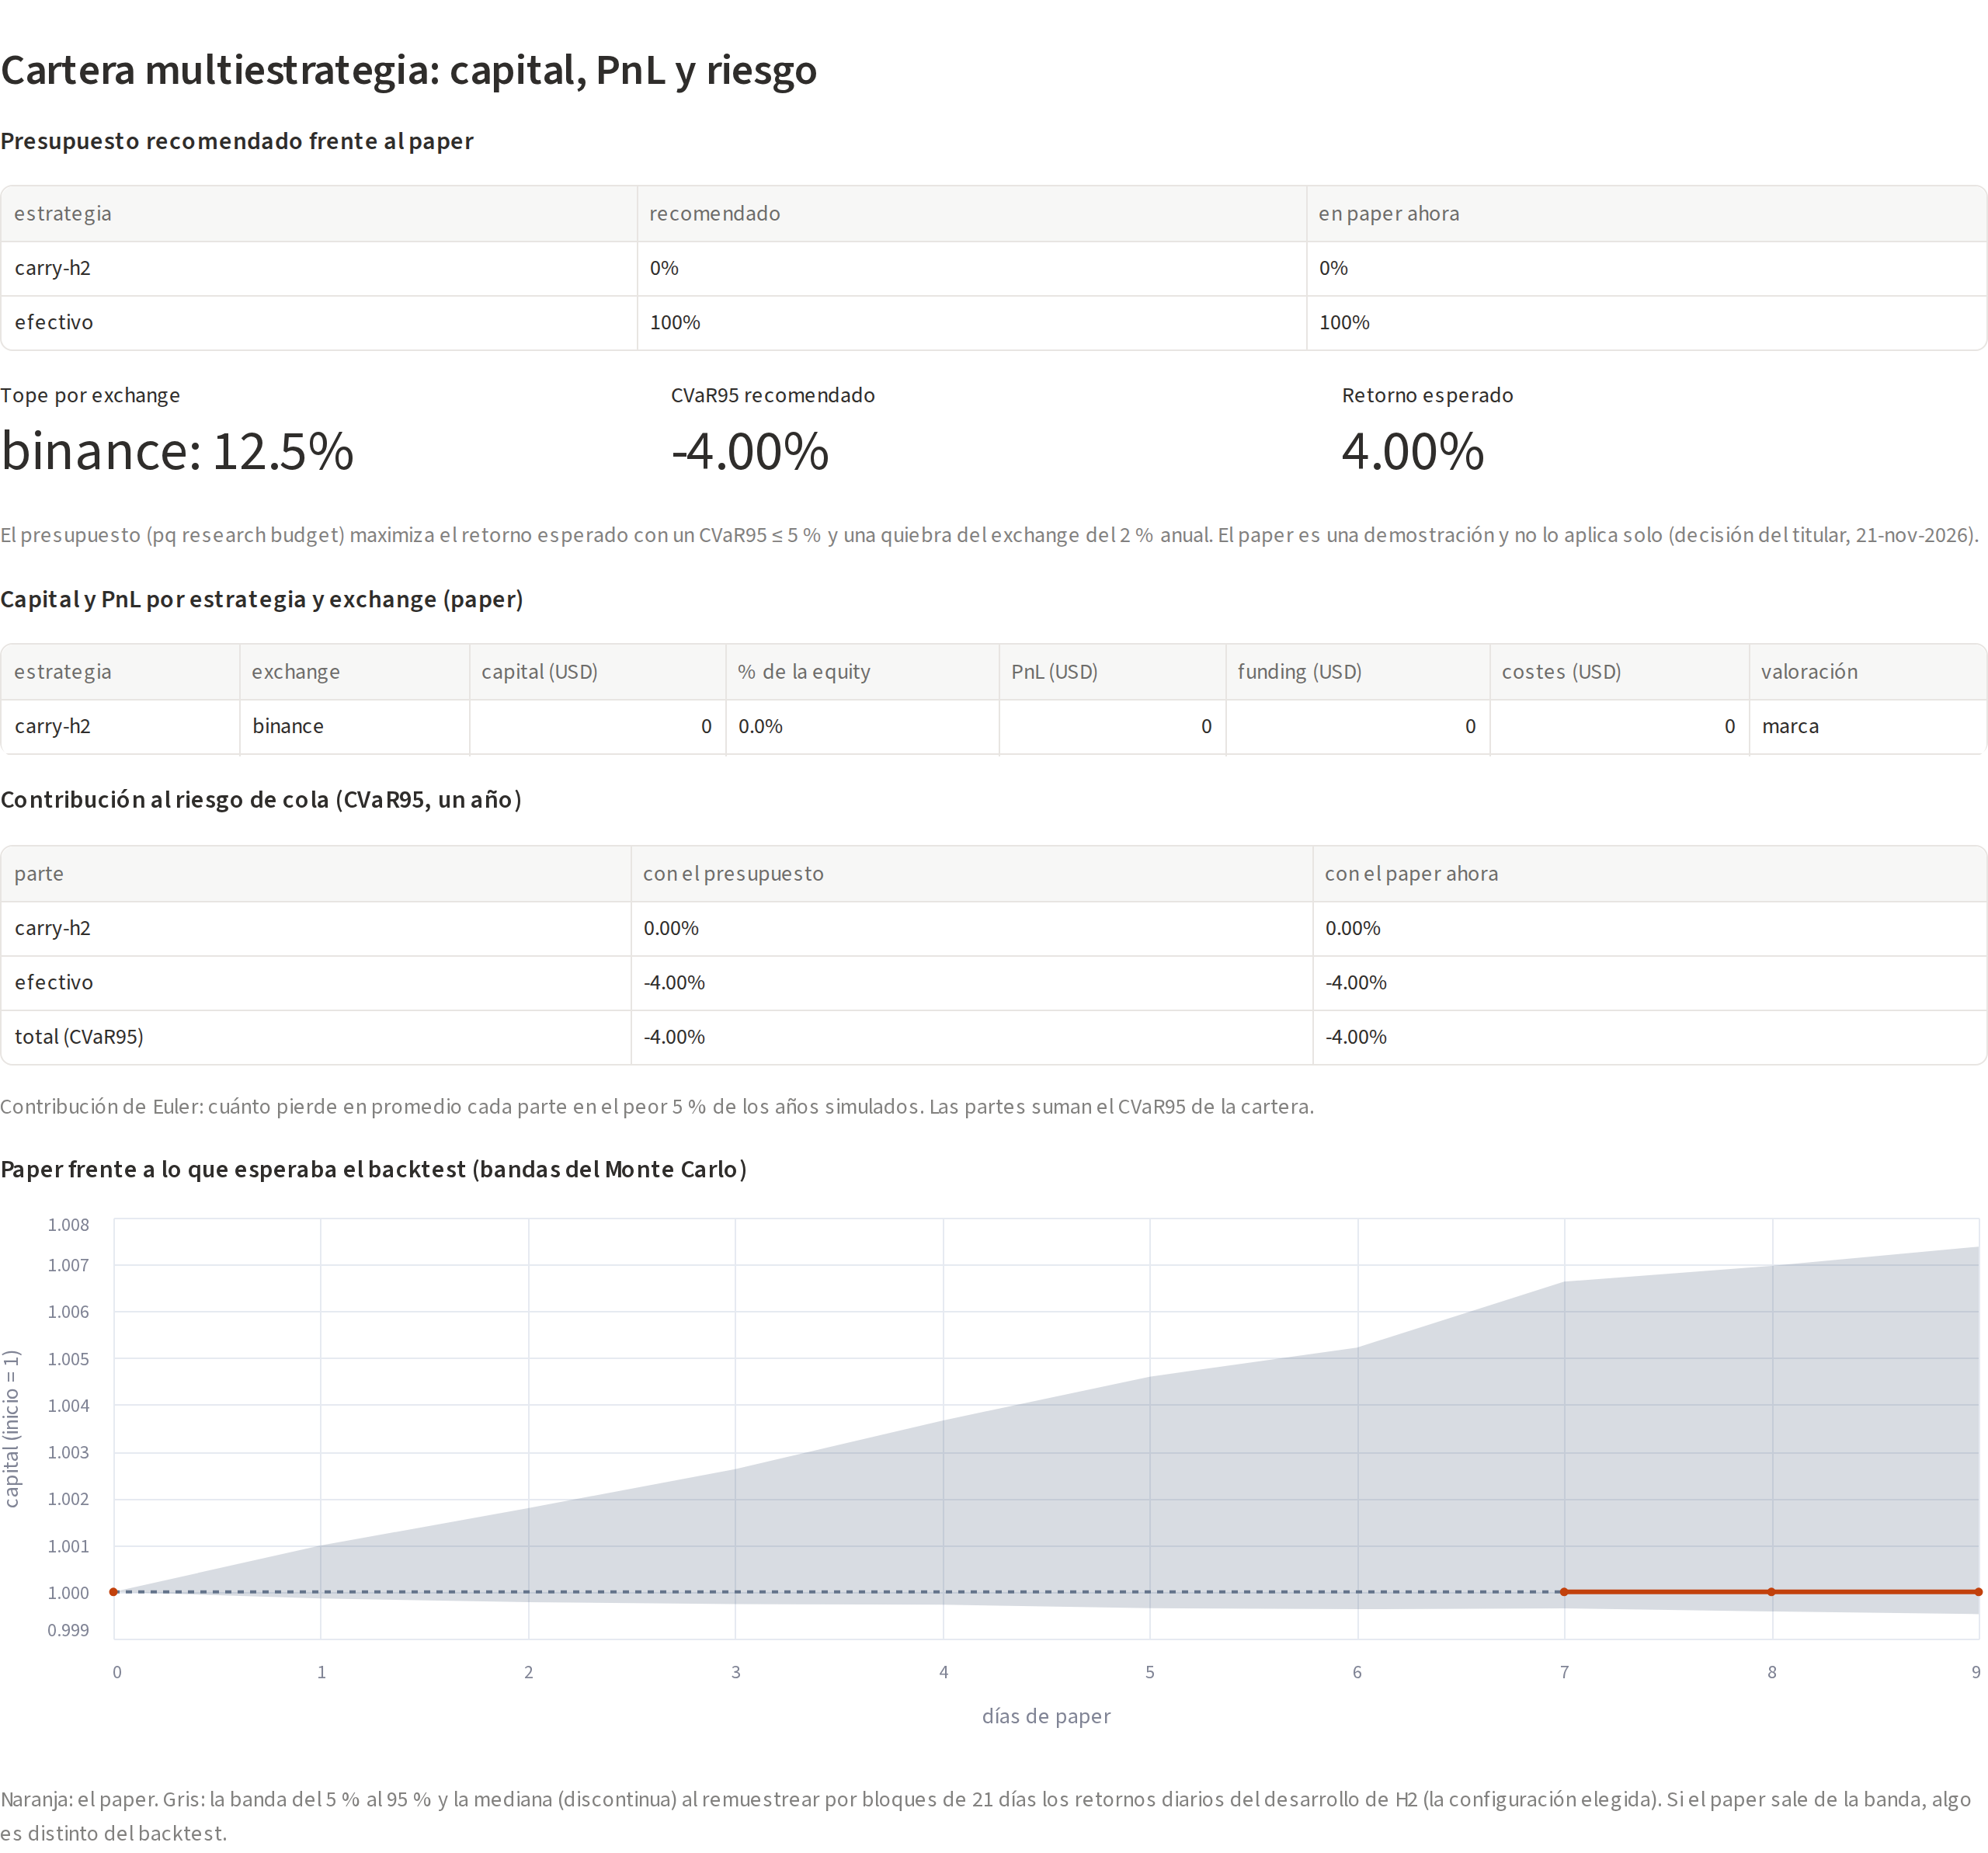 Cartera multiestrategia: capital, PnL y riesgo
Presupuesto recomendado frente al paper
estrategia recomendado en paper ahora
carry-h2 0% 0%
efectivo 100% 100%
Tope por exchange CVaR95 recomendado Retorno esperado
binance: 12.5% -4.00% 4.00%
El presupuesto (pq research budget) maximiza el retorno esperado con un CVaR95 ≤ 5 % y una quiebra del exchange del 2 % anual. El paper es una demostración y no lo aplica solo (decisión del titular, 21-nov-2026).
Capital y PnL por estrategia y exchange (paper)
estrategia exchange capital (USD) % de la equity PnL (USD) funding (USD) costes (USD) valoración
carry-h2 binance 0 0.0% 0 0 0 marca
Contribución al riesgo de cola (CVaR95, un año)
parte con el presupuesto con el paper ahora
carry-h2 0.00% 0.00%
efectivo -4.00% -4.00%
total (CVaR95) -4.00% -4.00%
Contribución de Euler: cuánto pierde en promedio cada parte en el peor 5 % de los años simulados. Las partes suman el CVaR95 de la cartera.
Paper frente a lo que esperaba el backtest (bandas del Monte Carlo)
capital (inicio = 1)
1.008
1.007
1.006
1.005
1.004
1.003
1.002
1.001
1.000
0.999
0 1 2 3 4 5 6 7 8 9
días de paper
Naranja: el paper. Gris: la banda del 5 % al 95 % y la mediana (discontinua) al remuestrear por bloques de 21 días los retornos diarios del desarrollo de H2 (la configuración elegida). Si el paper sale de la banda, algo
es distinto del backtest.